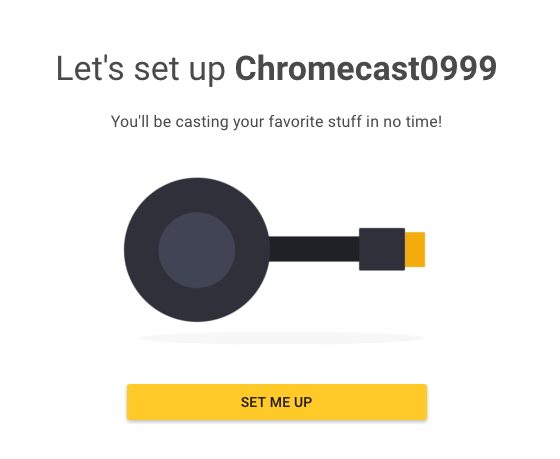 Let's set up Chromecast0999
You'll be casting your favorite stuff in no time!
SET ME UP